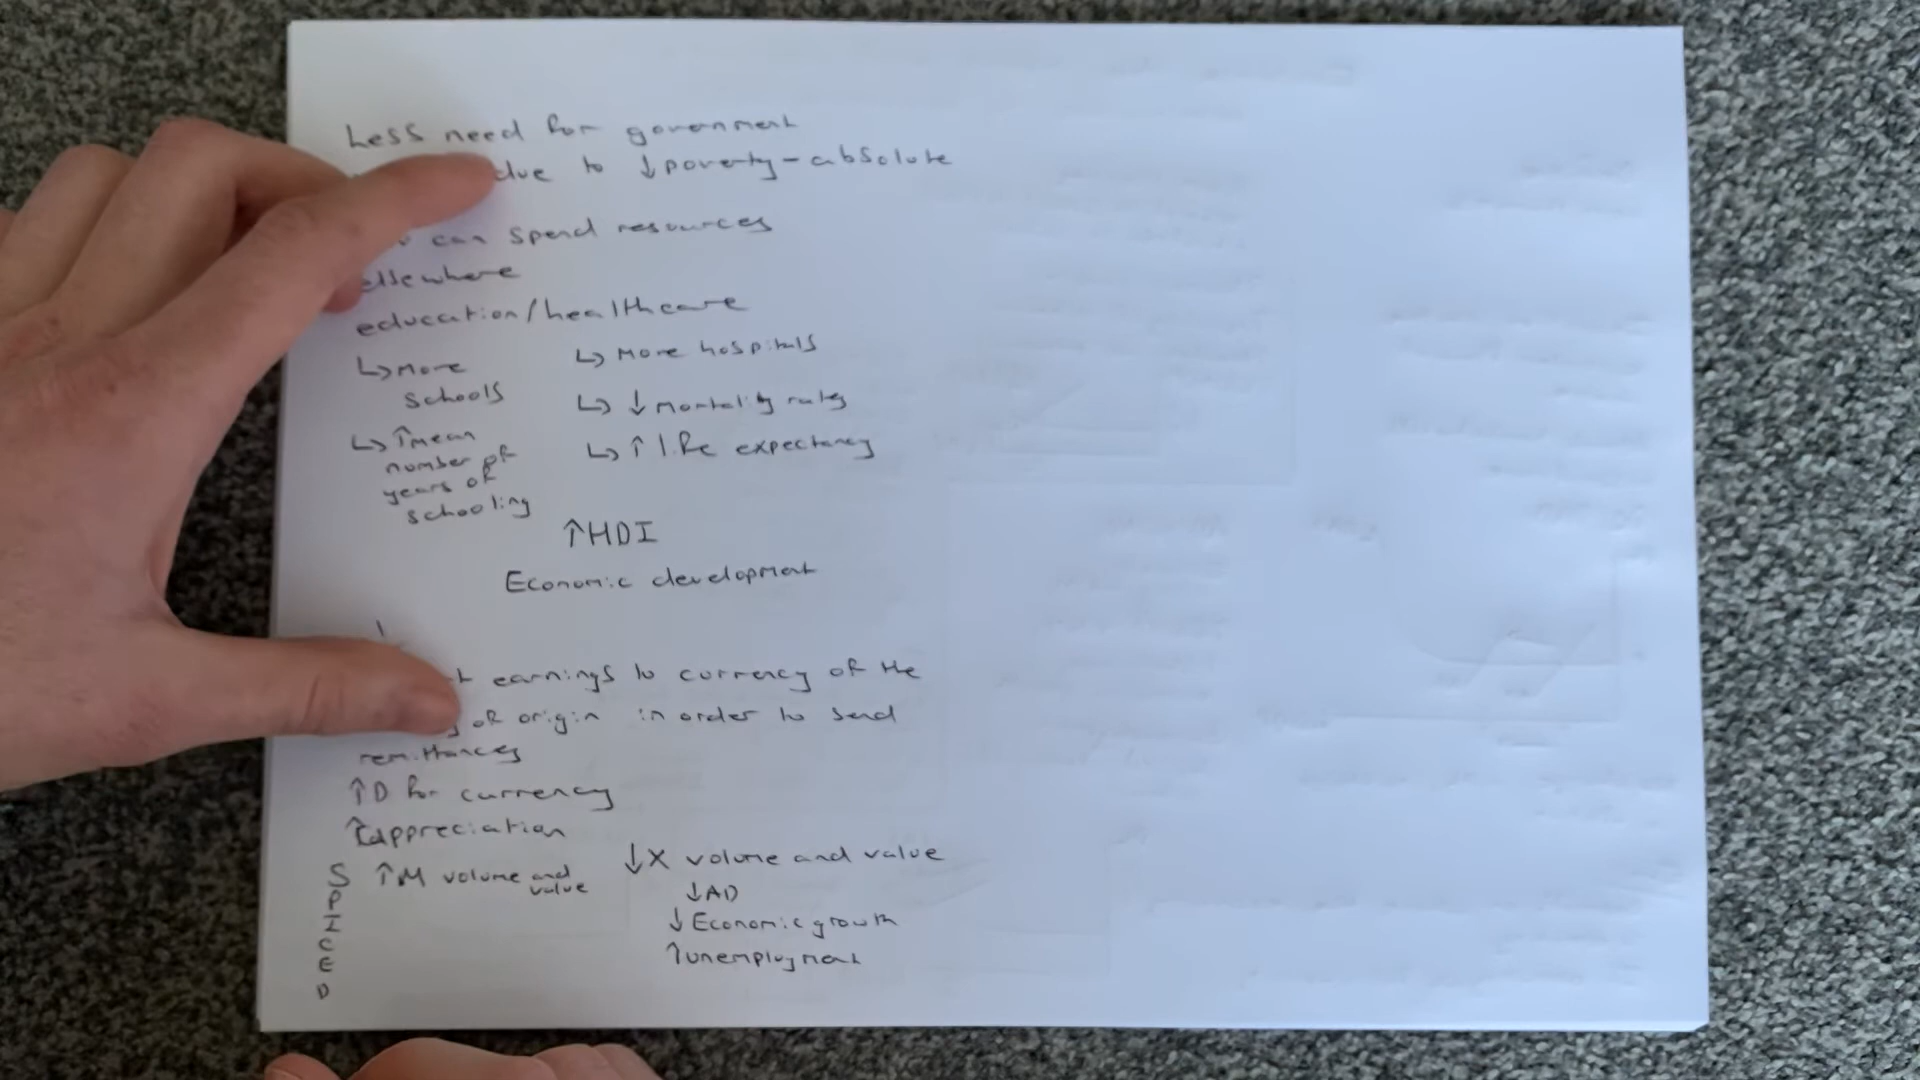 Less need for government
due to ↓ poverty - absolute
can spend resources
elsewhere
education/healthcare
↳ More schools
↳ ↑ mean number of years of schooling
↳ More hospitals
↳ ↓ mortality rates
↳ ↑ life expectancy
↑ HDI
Economic development
earnings to currency of the
of origin in order to send
remittances
↑D for currency
appreciation
SPICED
↑M volume and value
↓X volume and value
↓AD
↓ Economic growth
↑unemployment